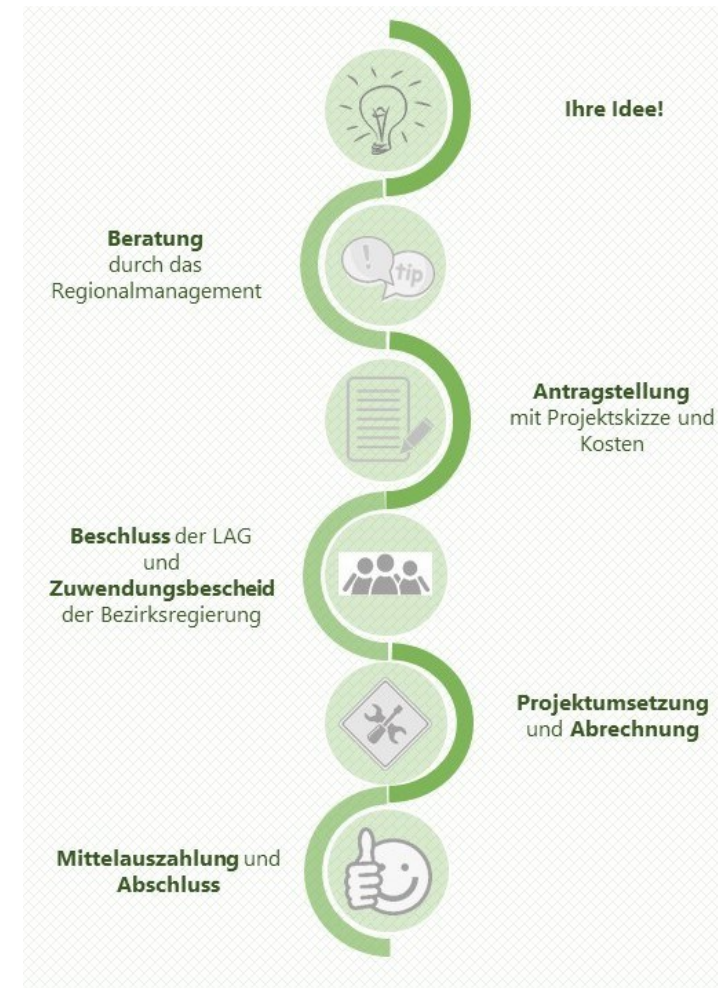 Ihre Idee!
Beratung
durch das
Regionalmanagement
! tip
Antragstellung
mit Projektskizze und
Kosten
Beschluss der LAG
und
Zuwendungsbescheid
der Bezirksregierung
Projektumsetzung
und Abrechnung
Mittelauszahlung und
Abschluss